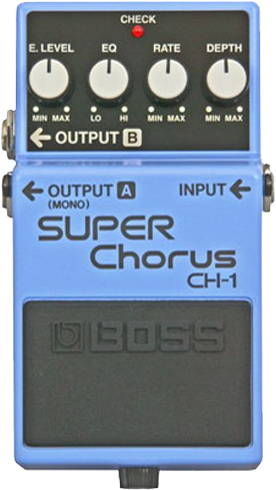 CHECK
E. LEVEL EQ RATE DEPTH
MIN MAX LO HI MIN MAX MIN MAX
← OUTPUT B
← OUTPUT A INPUT ←
(MONO)
SUPER
Chorus
CH-1
BOSS